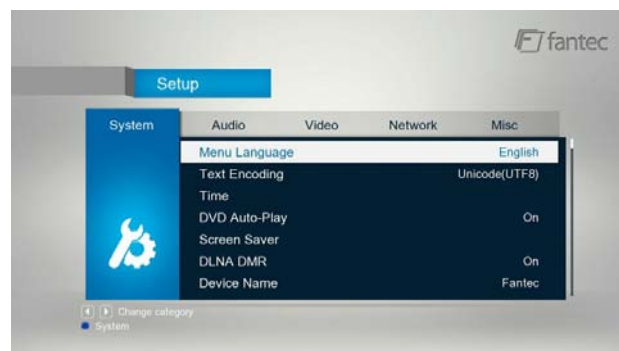 fantec
Setup
System Audio Video Network Misc
Menu Language English
Text Encoding Unicode(UTF8)
Time
DVD Auto-Play On
Screen Saver
DLNA DMR On
Device Name Fantec
Change category
System